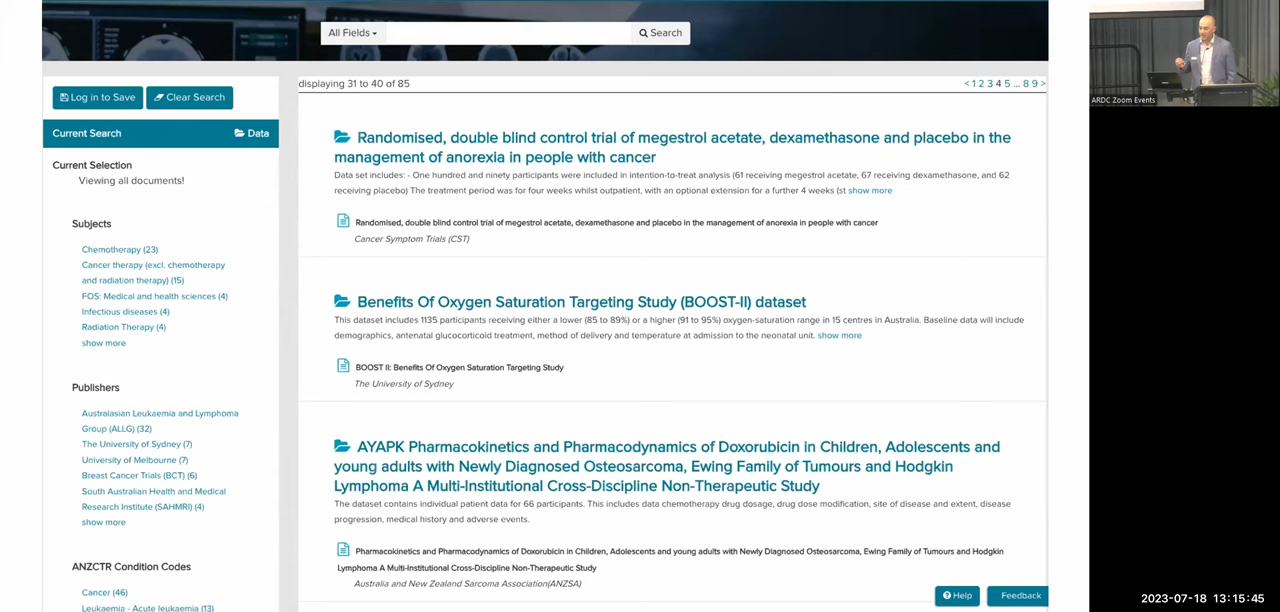 All Fields
Search
Log in to Save
Clear Search
displaying 31 to 40 of 85
< 1 2 3 4 5 ... 8 9 >
Current Search
Data
Current Selection
Viewing all documents!
Subjects
Chemotherapy (23)
Cancer therapy (excl. chemotherapy
and radiation therapy) (15)
FOS: Medical and health sciences (4)
Infectious diseases (4)
Radiation Therapy (4)
show more
Publishers
Australasian Leukaemia and Lymphoma
Group (ALLG) (32)
The University of Sydney (7)
University of Melbourne (7)
Breast Cancer Trials (BCT) (6)
South Australian Health and Medical
Research Institute (SAHMRI) (4)
show more
ANZCTR Condition Codes
Cancer (46)
Leukaemia - Acute leukaemia (13)
Randomised, double blind control trial of megestrol acetate, dexamethasone and placebo in the
management of anorexia in people with cancer
Data set includes: - One hundred and ninety participants were included in intention-to-treat analysis (61 receiving megestrol acetate, 67 receiving dexamethasone, and 62
receiving placebo) The treatment period was for four weeks whilst outpatient, with an optional extension for a further 4 weeks (st show more
Randomised, double blind control trial of megestrol acetate, dexamethasone and placebo in the management of anorexia in people with cancer
Cancer Symptom Trials (CST)
Benefits Of Oxygen Saturation Targeting Study (BOOST-II) dataset
This dataset includes 1135 participants receiving either a lower (85 to 89%) or a higher (91 to 95%) oxygen-saturation range in 15 centres in Australia. Baseline data will include
demographics, antenatal glucocorticoid treatment, method of delivery and temperature at admission to the neonatal unit. show more
BOOST II: Benefits Of Oxygen Saturation Targeting Study
The University of Sydney
AYAPK Pharmacokinetics and Pharmacodynamics of Doxorubicin in Children, Adolescents and
young adults with Newly Diagnosed Osteosarcoma, Ewing Family of Tumours and Hodgkin
Lymphoma A Multi-Institutional Cross-Discipline Non-Therapeutic Study
The dataset contains individual patient data for 66 participants. This includes data chemotherapy drug dosage, drug dose modification, site of disease and extent, disease
progression, medical history and adverse events.
Pharmacokinetics and Pharmacodynamics of Doxorubicin in Children, Adolescents and young adults with Newly Diagnosed Osteosarcoma, Ewing Family of Tumours and Hodgkin
Lymphoma A Multi-Institutional Cross-Discipline Non-Therapeutic Study
Australia and New Zealand Sarcoma Association(ANZSA)
Help
Feedback
ARDC Zoom Events
2023-07-18 13:15:45